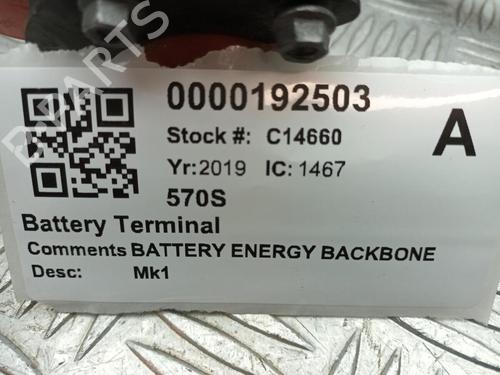 0000192503
A
Stock #: C14660
Yr: 2019 IC: 1467
570S
Battery Terminal
Comments BATTERY ENERGY BACKBONE
Desc: Mk1